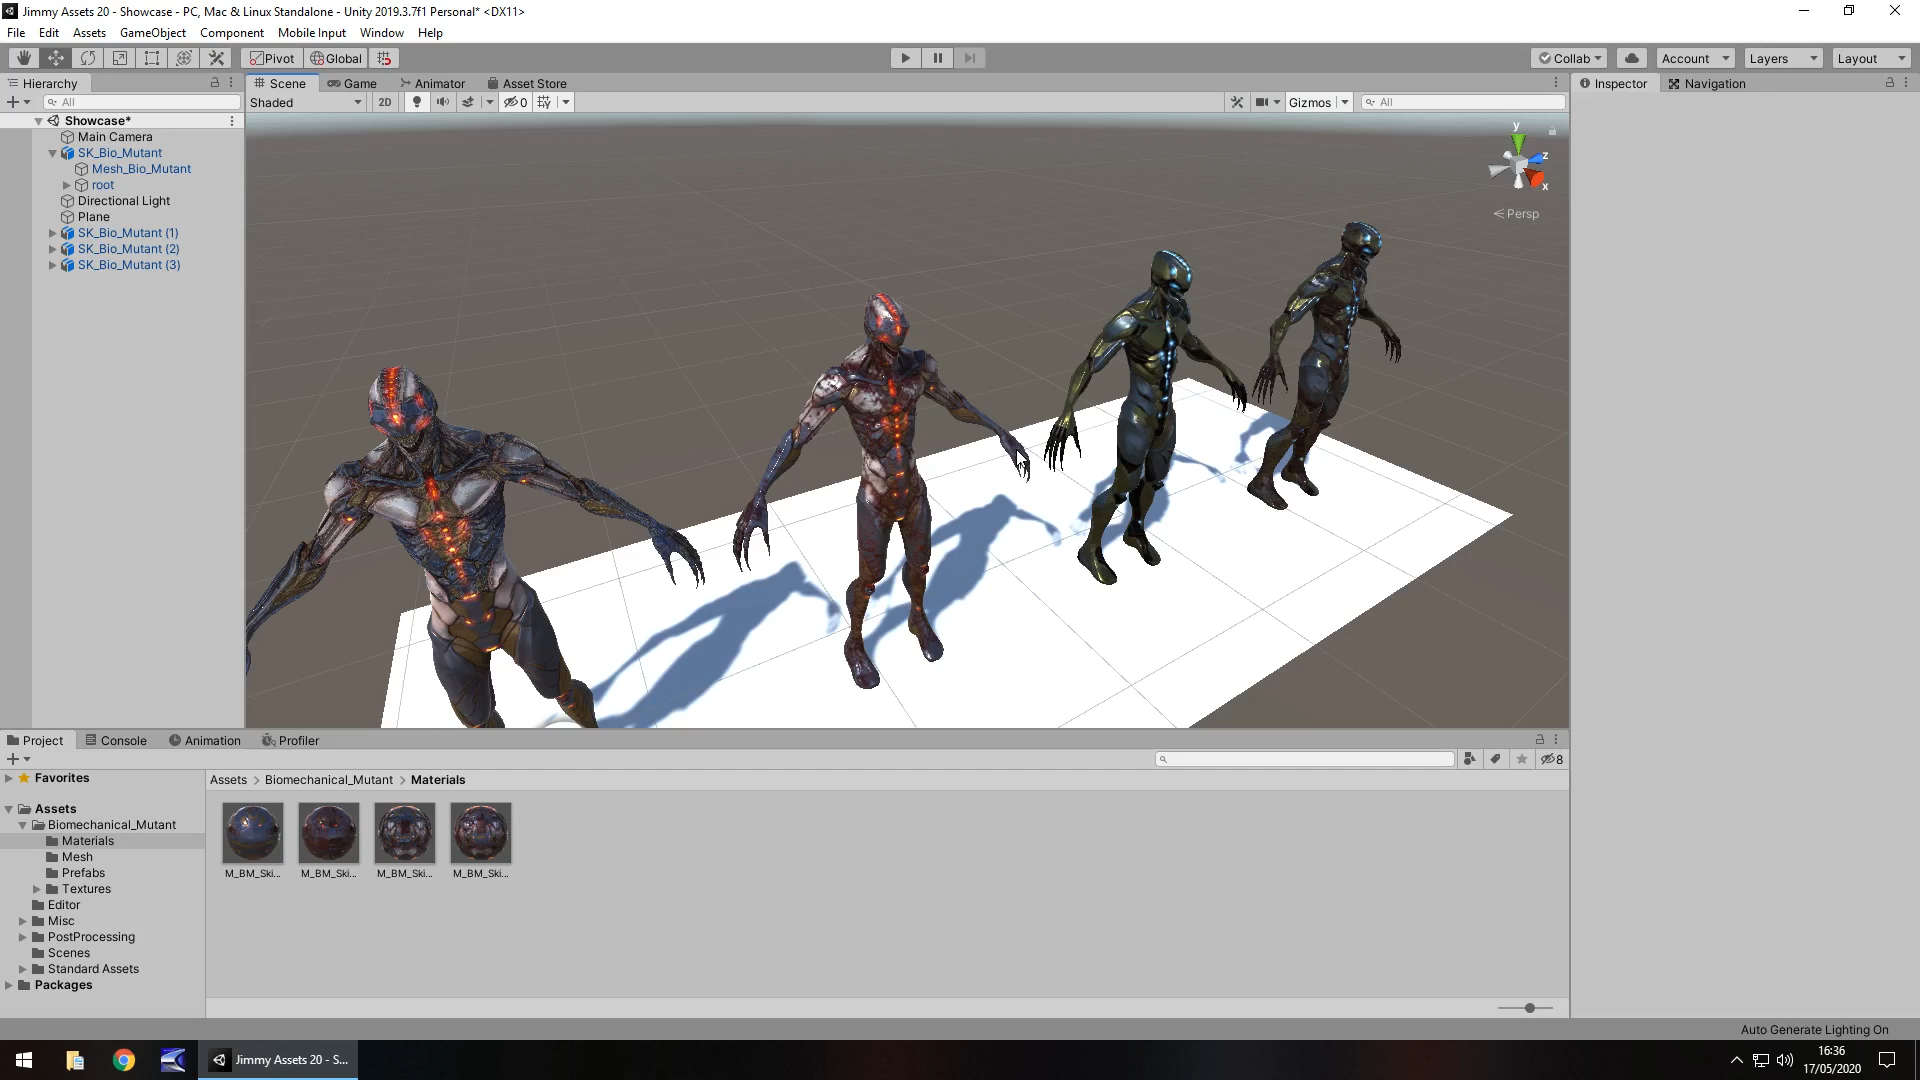 Jimmy Assets 20 - Showcase - PC, Mac & Linux Standalone - Unity 2019.3.7f1 Personal* <DX11>
File Edit Assets GameObject Component Mobile Input Window Help
Pivot Global Collab Account Layers Layout
Hierarchy Scene Game Animator Asset Store Inspector Navigation
All Shaded 2D 0 Gizmos All
Showcase*
Main Camera
SK_Bio_Mutant
Mesh_Bio_Mutant
root
Directional Light
Plane
SK_Bio_Mutant (1)
SK_Bio_Mutant (2)
SK_Bio_Mutant (3)
y
z
x
Persp
Project Console Animation Profiler
8
Favorites
Assets > Biomechanical_Mutant > Materials
Assets
Biomechanical_Mutant
Materials
Mesh
Prefabs
Textures
Editor
Misc
PostProcessing
Scenes
Standard Assets
Packages
M_BM_Ski... M_BM_Ski... M_BM_Ski... M_BM_Ski...
Auto Generate Lighting On
Jimmy Assets 20 - S...
16:36
17/05/2020